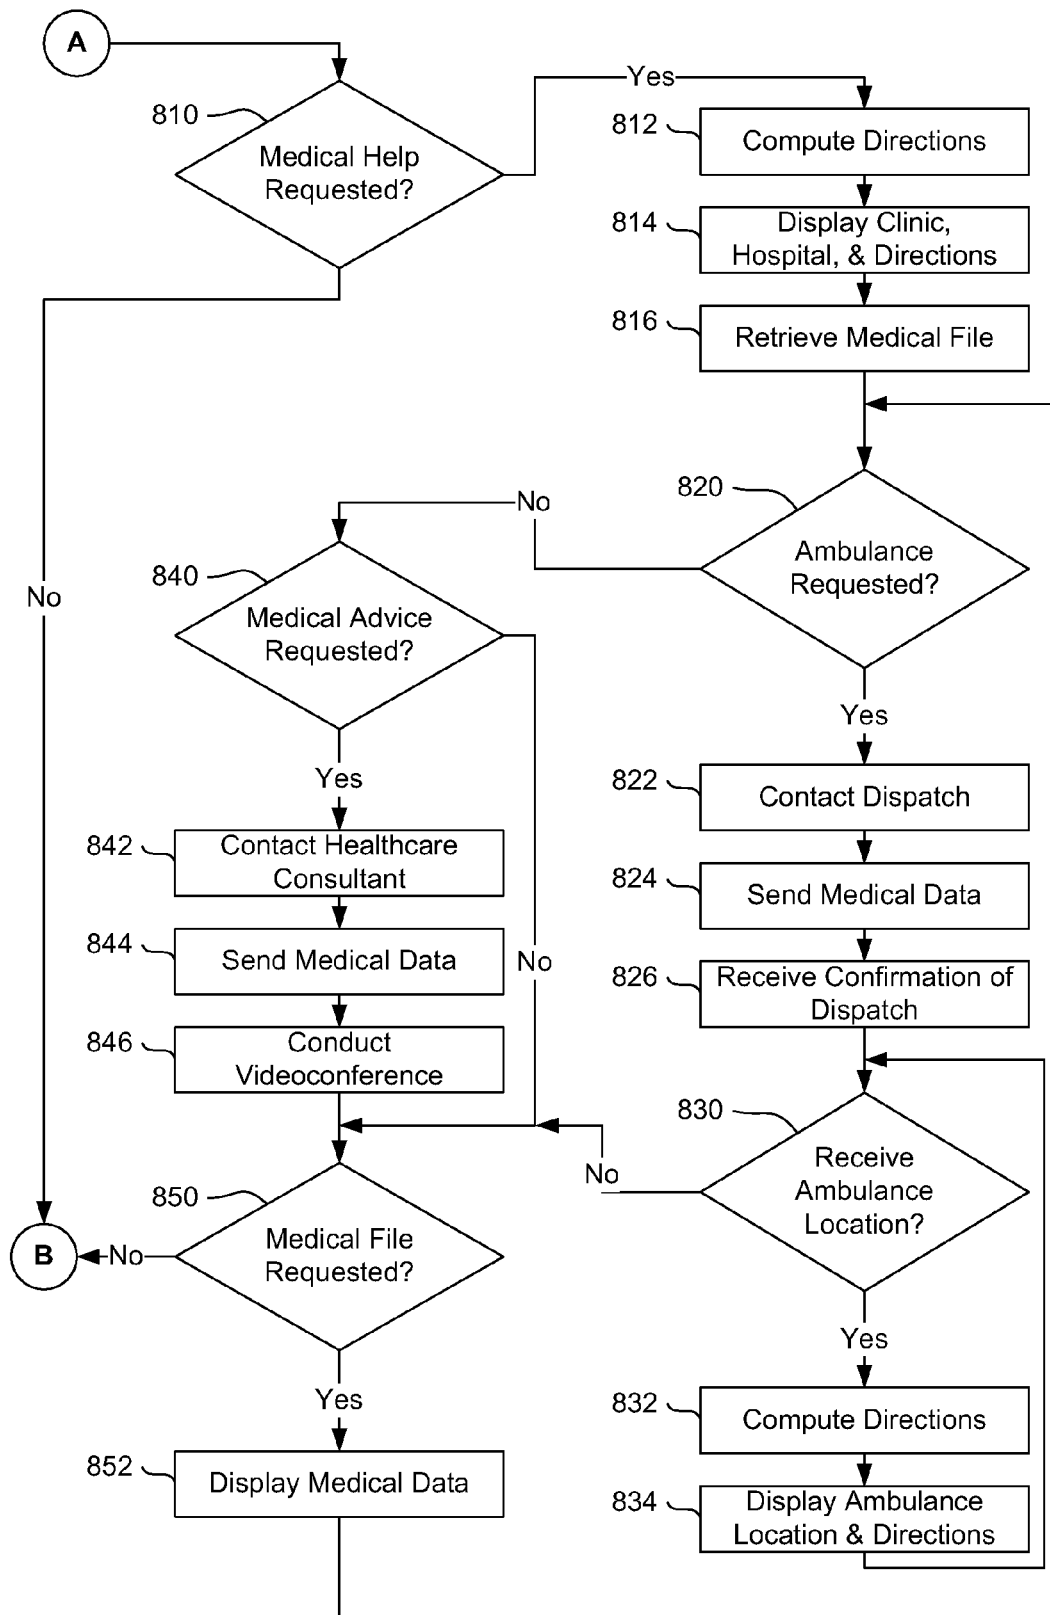 A
Yes
810
812
Medical Help
Requested?
Compute Directions
814
Display Clinic,
Hospital, & Directions
816
Retrieve Medical File
820
No
840
Ambulance
Requested?
No
Medical Advice
Requested?
Yes
822
Yes
Contact Dispatch
842
Contact Healthcare
Consultant
824
Send Medical Data
844
Send Medical Data
No
826
Receive Confirmation of
Dispatch
846
Conduct
Videoconference
830
Receive
Ambulance
Location?
No
850
Medical File
Requested?
B
No
Yes
Yes
832
Compute Directions
852
Display Medical Data
834
Display Ambulance
Location & Directions